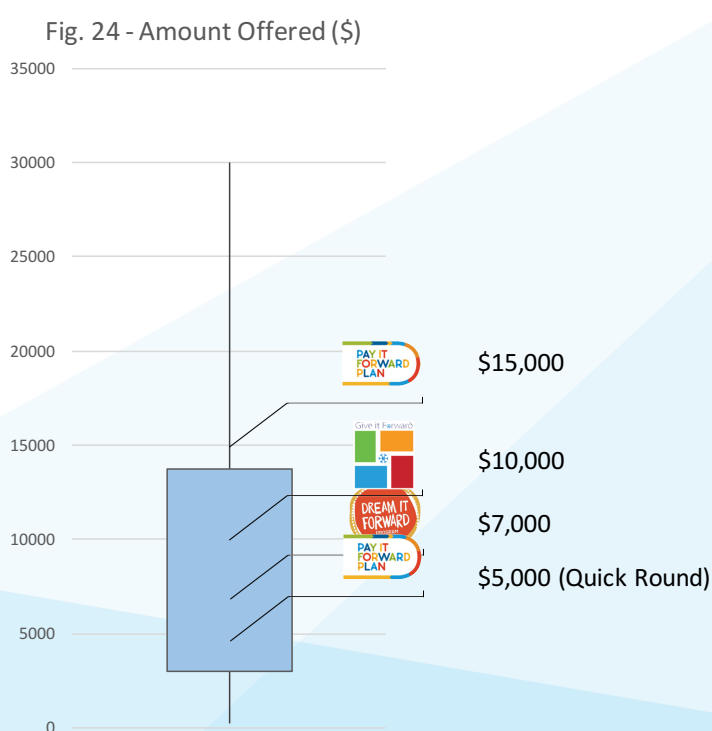 Fig. 24 - Amount Offered ($)
35000
30000
25000
20000
15000
10000
5000
0
PAY IT
FORWARD
PLAN
$15,000
Give it Forward
$10,000
DREAM IT
FORWARD
$7,000
PAY IT
FORWARD
PLAN
$5,000 (Quick Round)